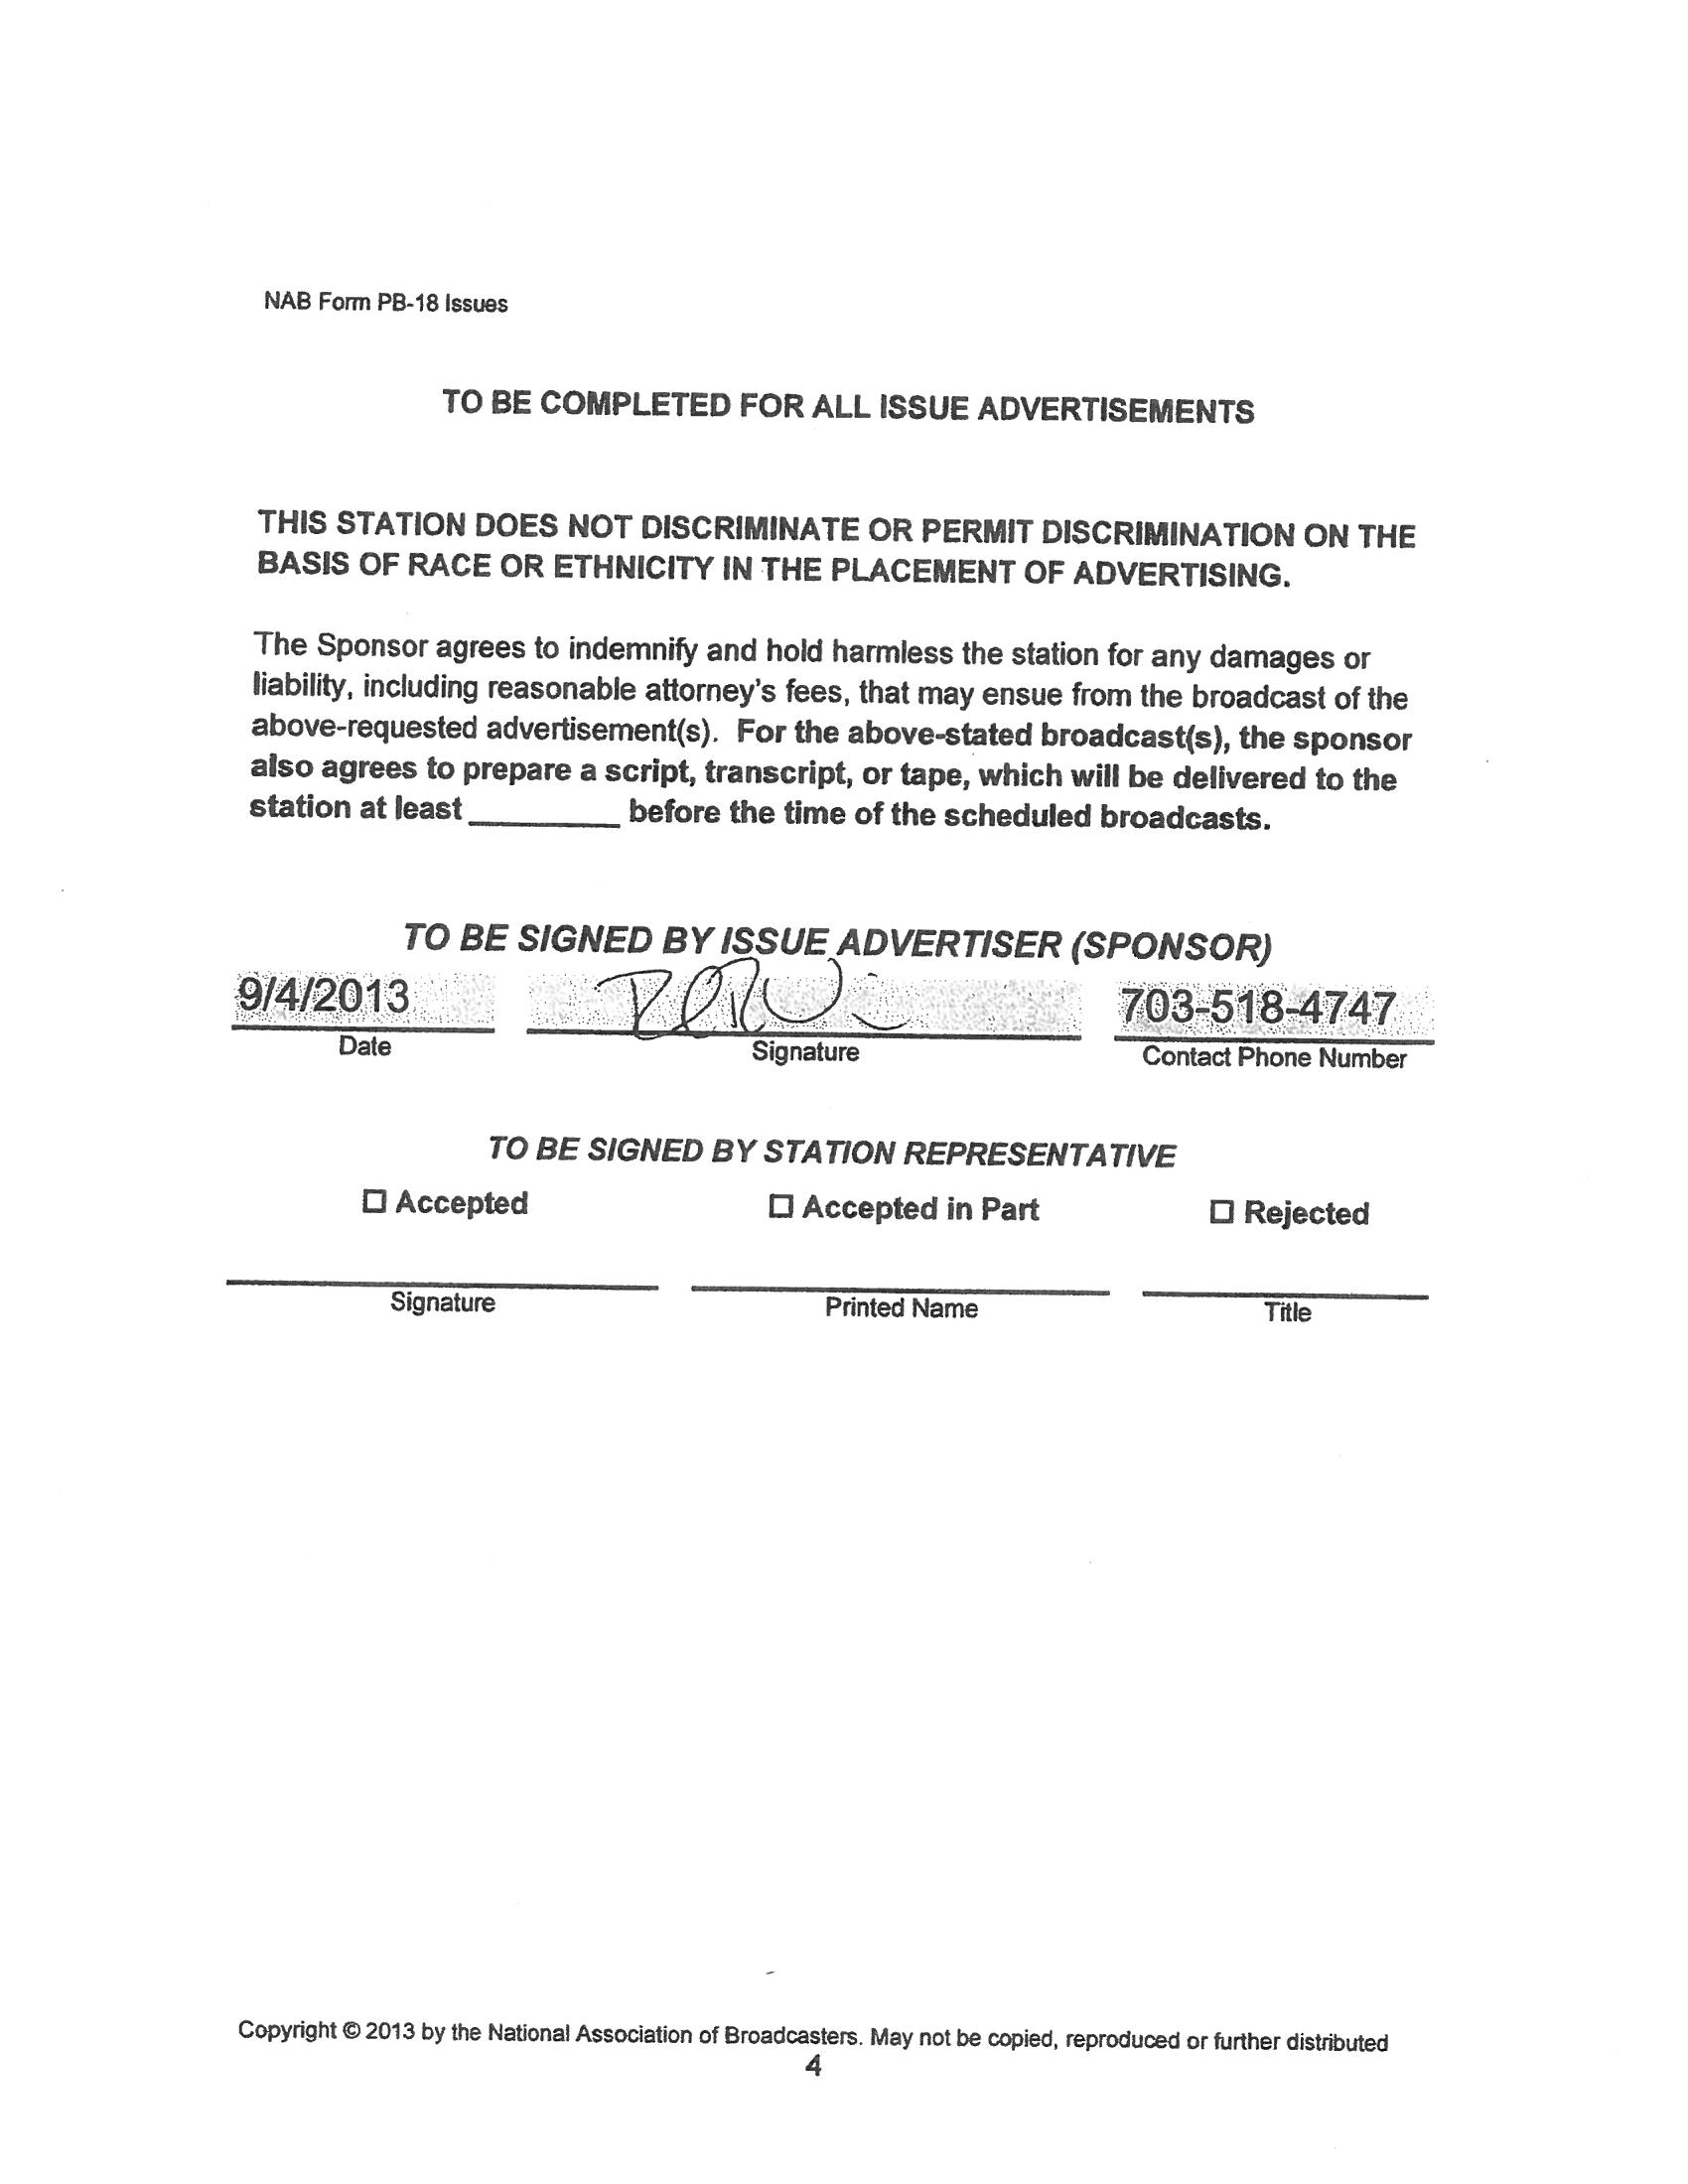 NAB Form PB-18 Issues
TO BE COMPLETED FOR ALL ISSUE ADVERTISEMENTS
THIS STATION DOES NOT DISCRIMINATE OR PERMIT DISCRIMINATION ON THE
BASIS OF RACE OR ETHNICITY IN THE PLACEMENT OF ADVERTISING.
The Sponsor agrees to indemnify and hold harmless the station for any damages or
liability, including reasonable attorney's fees, that may ensue from the broadcast of the
above-requested advertisement(s). For the above-stated broadcast(s), the sponsor
also agrees to prepare a script, transcript, or tape, which will be delivered to the
station at least _________ before the time of the scheduled broadcasts.
TO BE SIGNED BY ISSUE ADVERTISER (SPONSOR)
9/4/2013 703-518-4747
Date Signature Contact Phone Number
TO BE SIGNED BY STATION REPRESENTATIVE
☐ Accepted ☐ Accepted in Part ☐ Rejected
Signature Printed Name Title
Copyright © 2013 by the National Association of Broadcasters. May not be copied, reproduced or further distributed
4